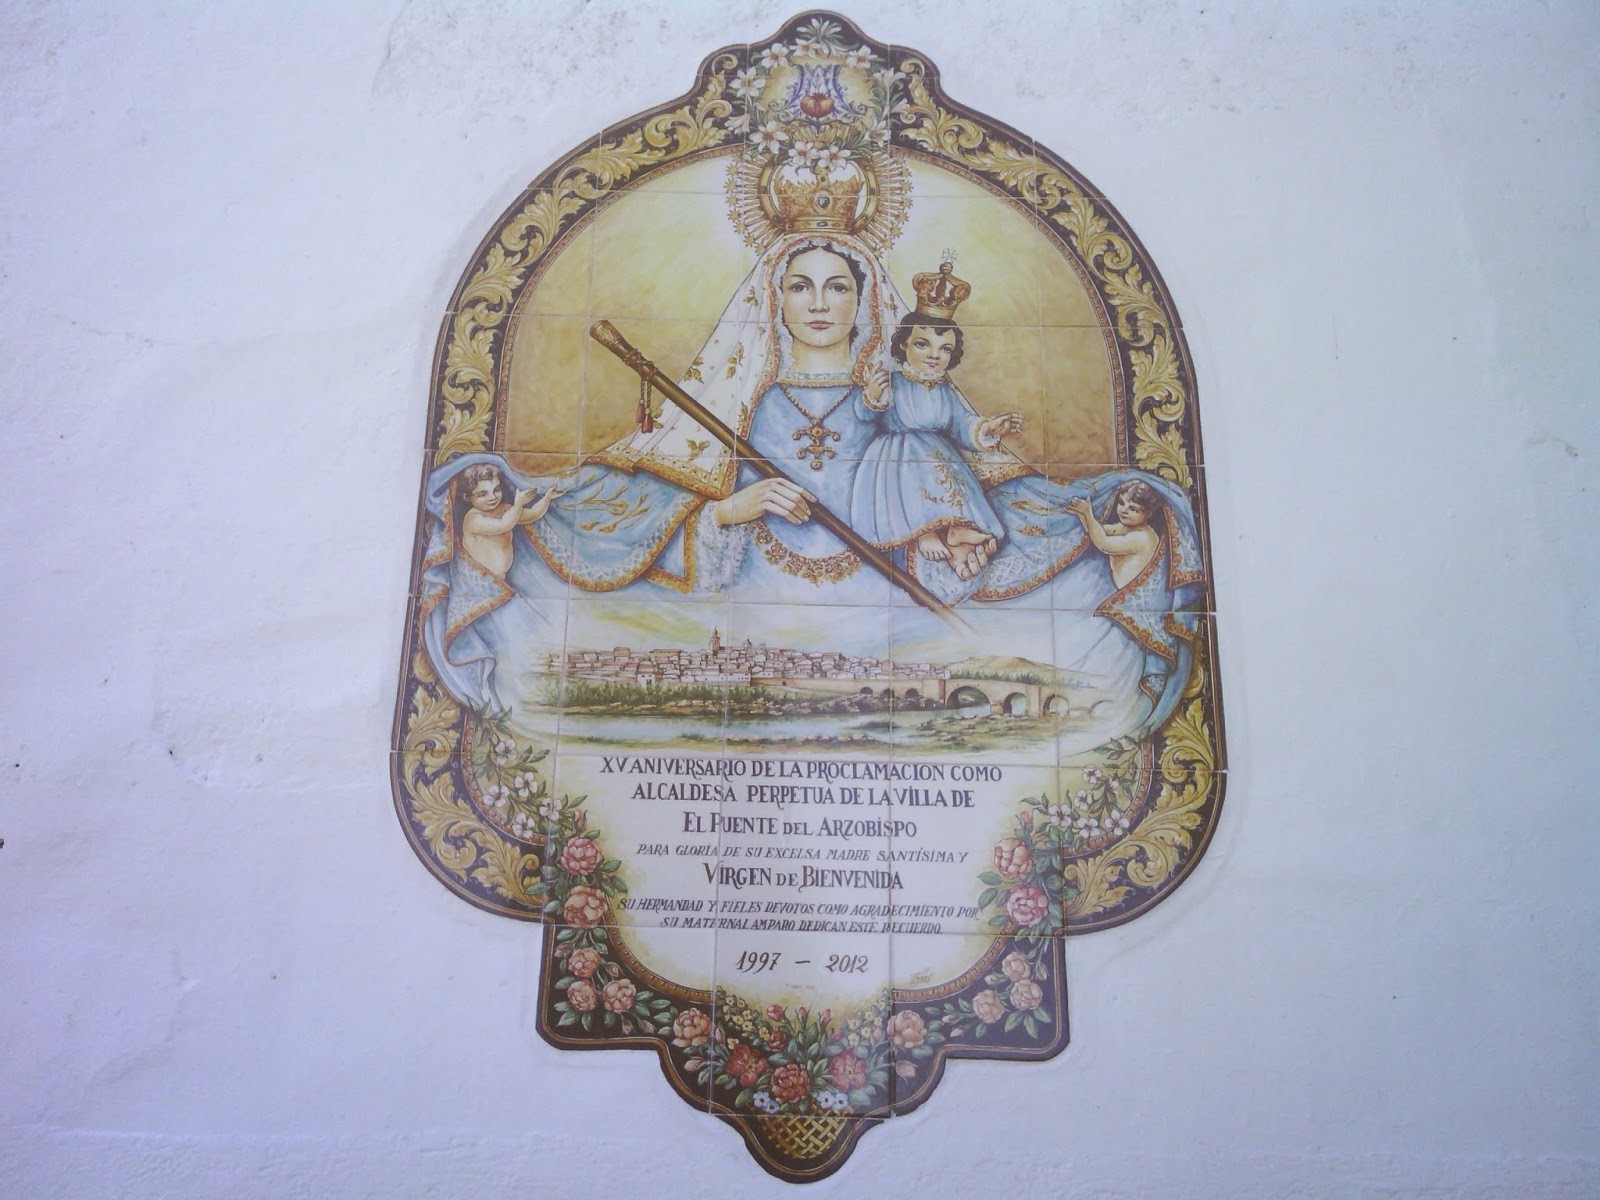 XV ANIVERSARIO DE LA PROCLAMACION COMO
ALCALDESA PERPETUA DE LA VILLA DE
EL PUENTE DEL ARZOBISPO
PARA GLORIA DE SU EXCELSA MADRE SANTÍSIMA Y
VIRGEN DE BIENVENIDA
SU HERMANDAD Y FIELES DEVOTOS COMO AGRADECIMIENTO POR
SU MATERNAL AMPARO DEDICAN ESTE RECUERDO.
1997 - 2012